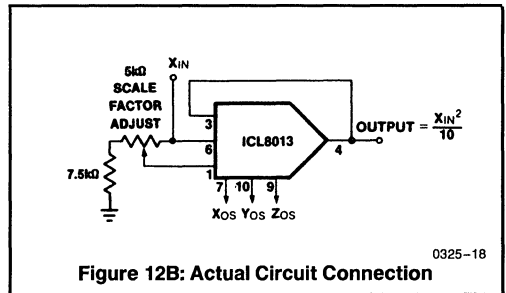 XIN
5kΩ
SCALE
FACTOR
ADJUST
3
ICL8013
OUTPUT = XIN²/10
6
4
7.5kΩ
1
7 10 9
XOS YOS ZOS
0325-18
Figure 12B: Actual Circuit Connection